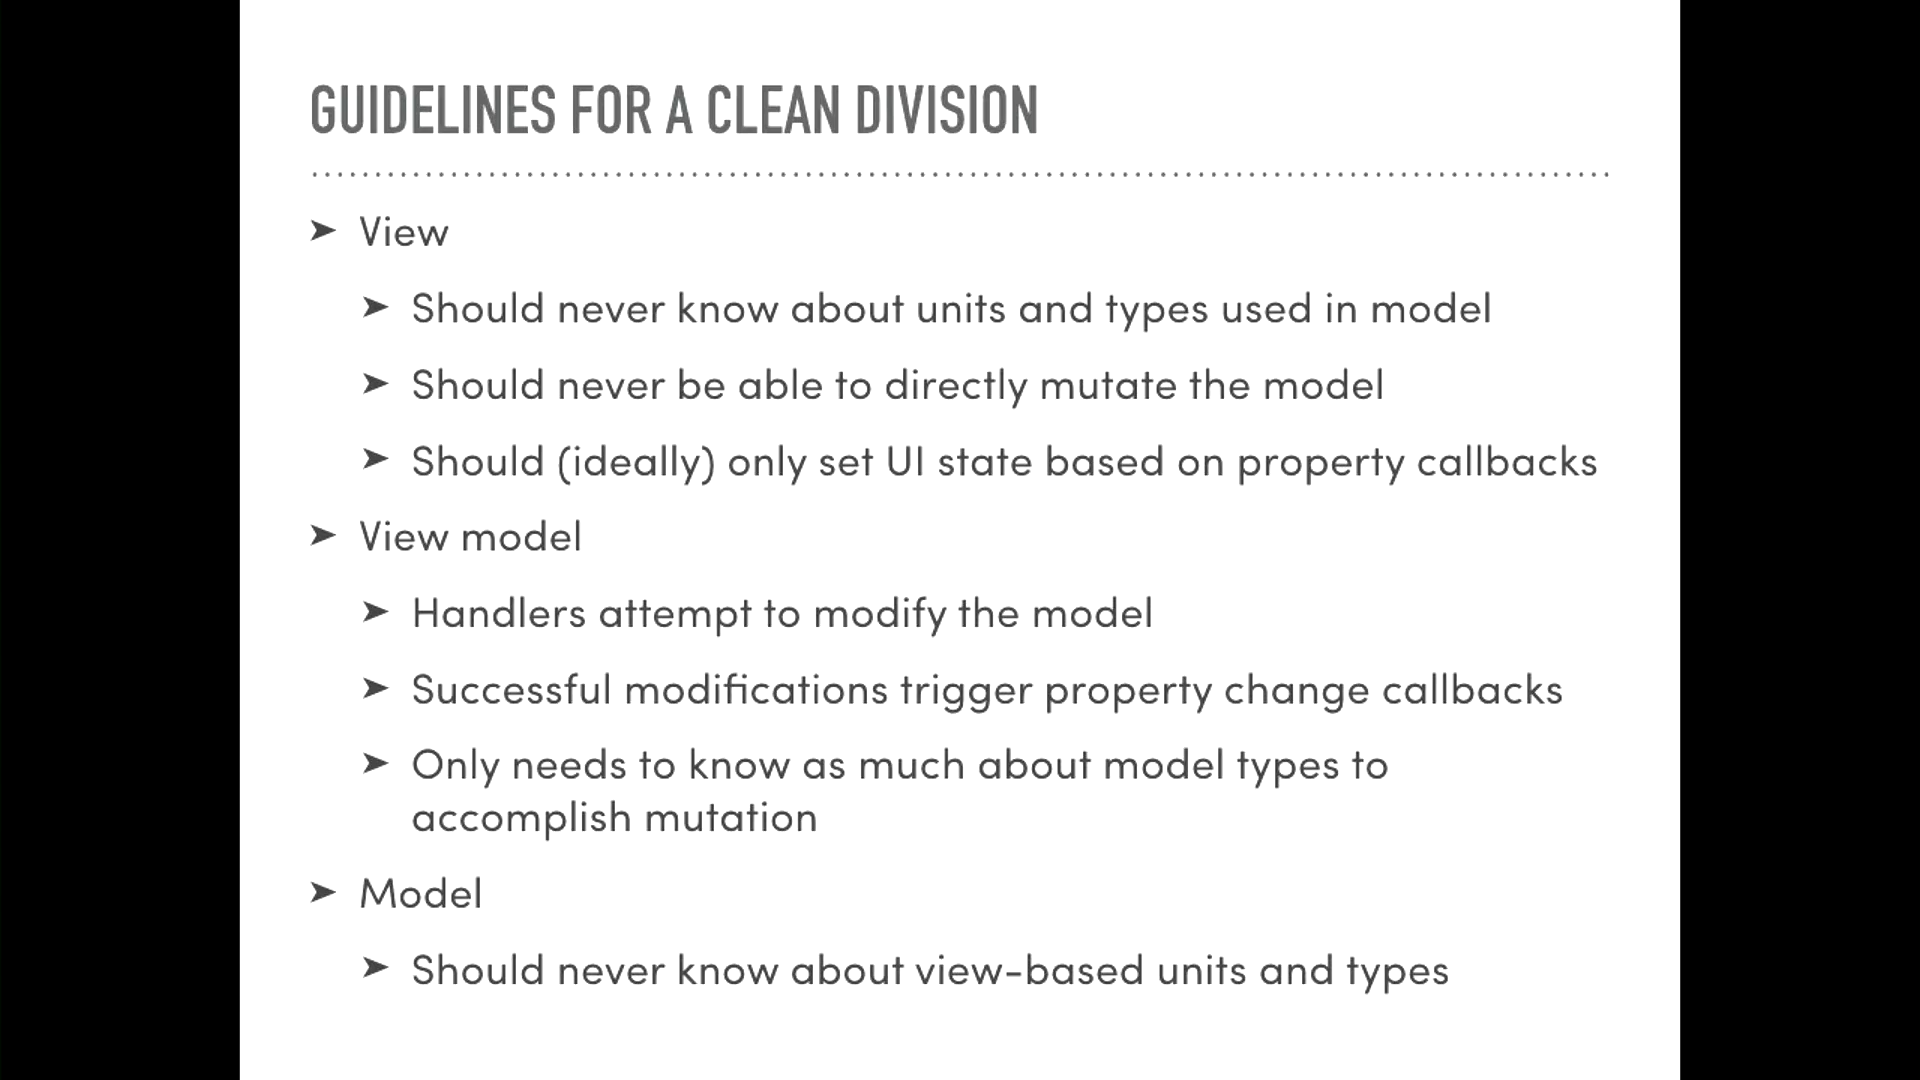 GUIDELINES FOR A CLEAN DIVISION
➤ View
➤ Should never know about units and types used in model
➤ Should never be able to directly mutate the model
➤ Should (ideally) only set UI state based on property callbacks
➤ View model
➤ Handlers attempt to modify the model
➤ Successful modifications trigger property change callbacks
➤ Only needs to know as much about model types to
accomplish mutation
➤ Model
➤ Should never know about view-based units and types